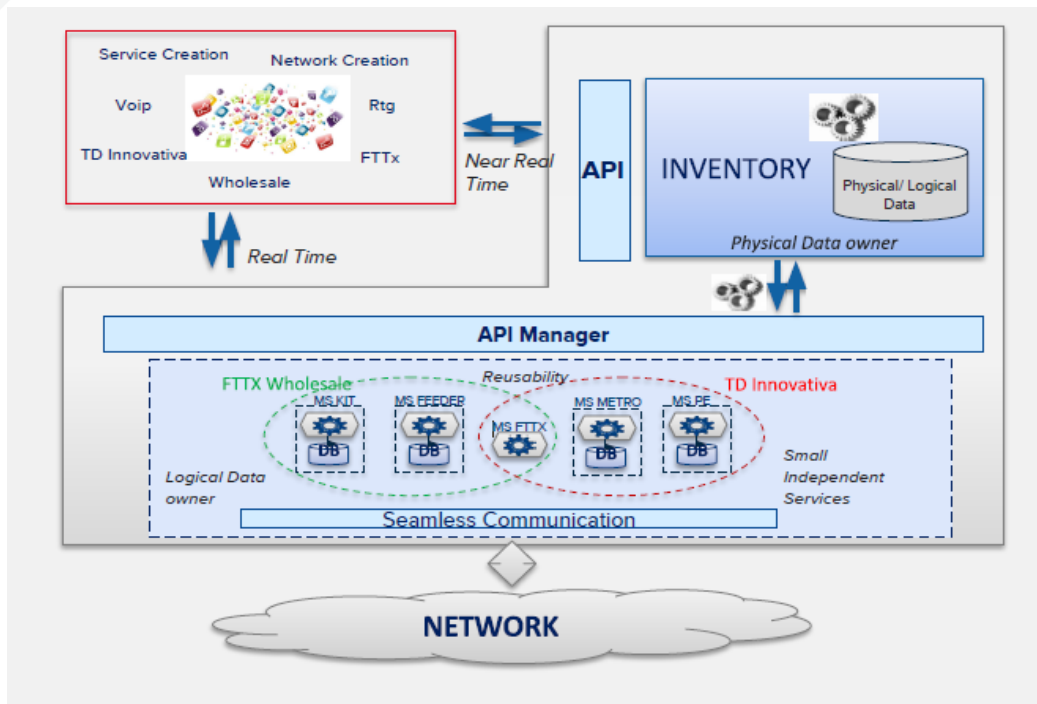 Service Creation
Network Creation
Voip
Rtg
TD Innovativa
FTTx
Wholesale
Near Real
Time
Real Time
API
INVENTORY
Physical/ Logical
Data
Physical Data owner
API Manager
FTTX Wholesale
Reusability
TD Innovativa
MS KIT
MS FEEDER
MS FTTX
MS METRO
MS PE
DB
DB
DB
DB
Logical Data
owner
Small
Independent
Services
Seamless Communication
NETWORK